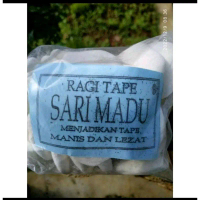 RAGI TAPE
SARI MADU
MENJADIKAN TAPE,
MANIS DAN LEZAT